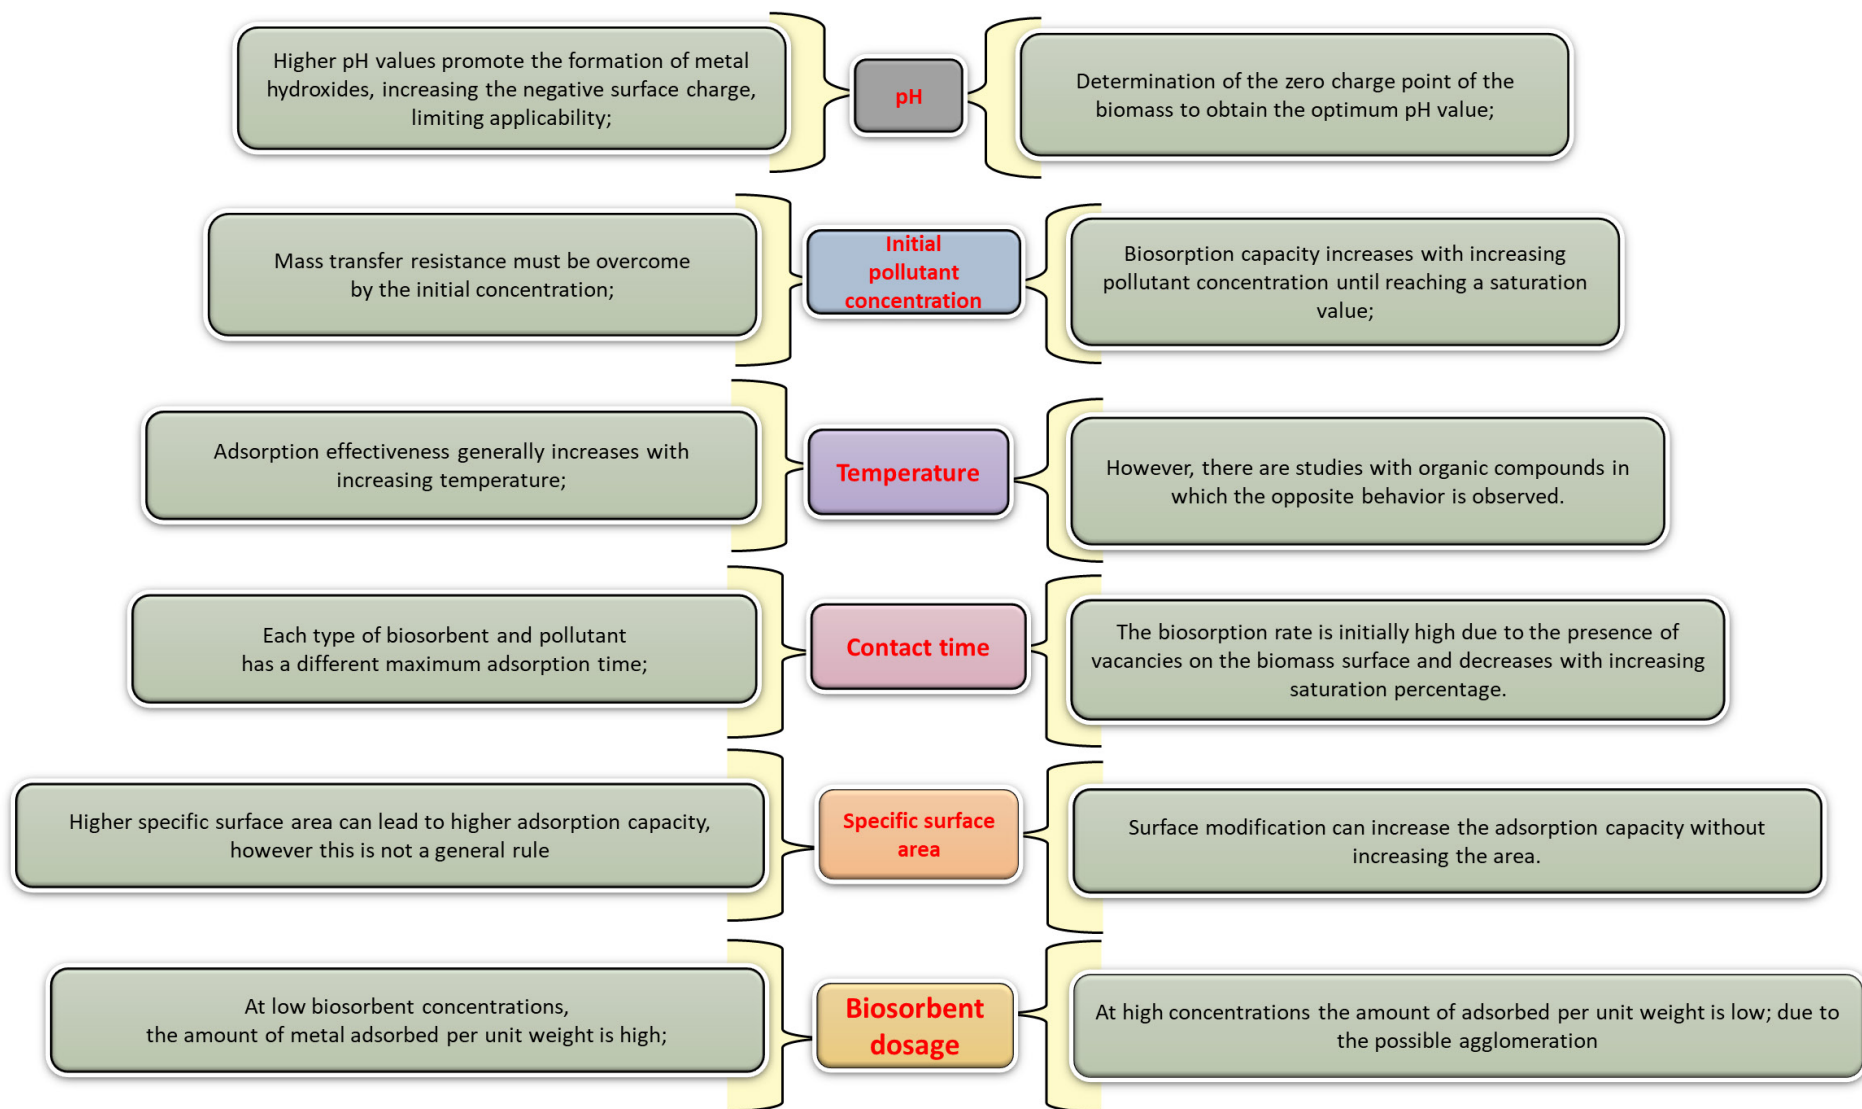 Higher pH values promote the formation of metal
hydroxides, increasing the negative surface charge,
limiting applicability;
pH
Determination of the zero charge point of the
biomass to obtain the optimum pH value;
Mass transfer resistance must be overcome
by the initial concentration;
Initial
pollutant
concentration
Biosorption capacity increases with increasing
pollutant concentration until reaching a saturation
value;
Adsorption effectiveness generally increases with
increasing temperature;
Temperature
However, there are studies with organic compounds in
which the opposite behavior is observed.
Each type of biosorbent and pollutant
has a different maximum adsorption time;
Contact time
The biosorption rate is initially high due to the presence of
vacancies on the biomass surface and decreases with increasing
saturation percentage.
Higher specific surface area can lead to higher adsorption capacity,
however this is not a general rule
Specific surface
area
Surface modification can increase the adsorption capacity without
increasing the area.
At low biosorbent concentrations,
the amount of metal adsorbed per unit weight is high;
Biosorbent
dosage
At high concentrations the amount of adsorbed per unit weight is low; due to
the possible agglomeration